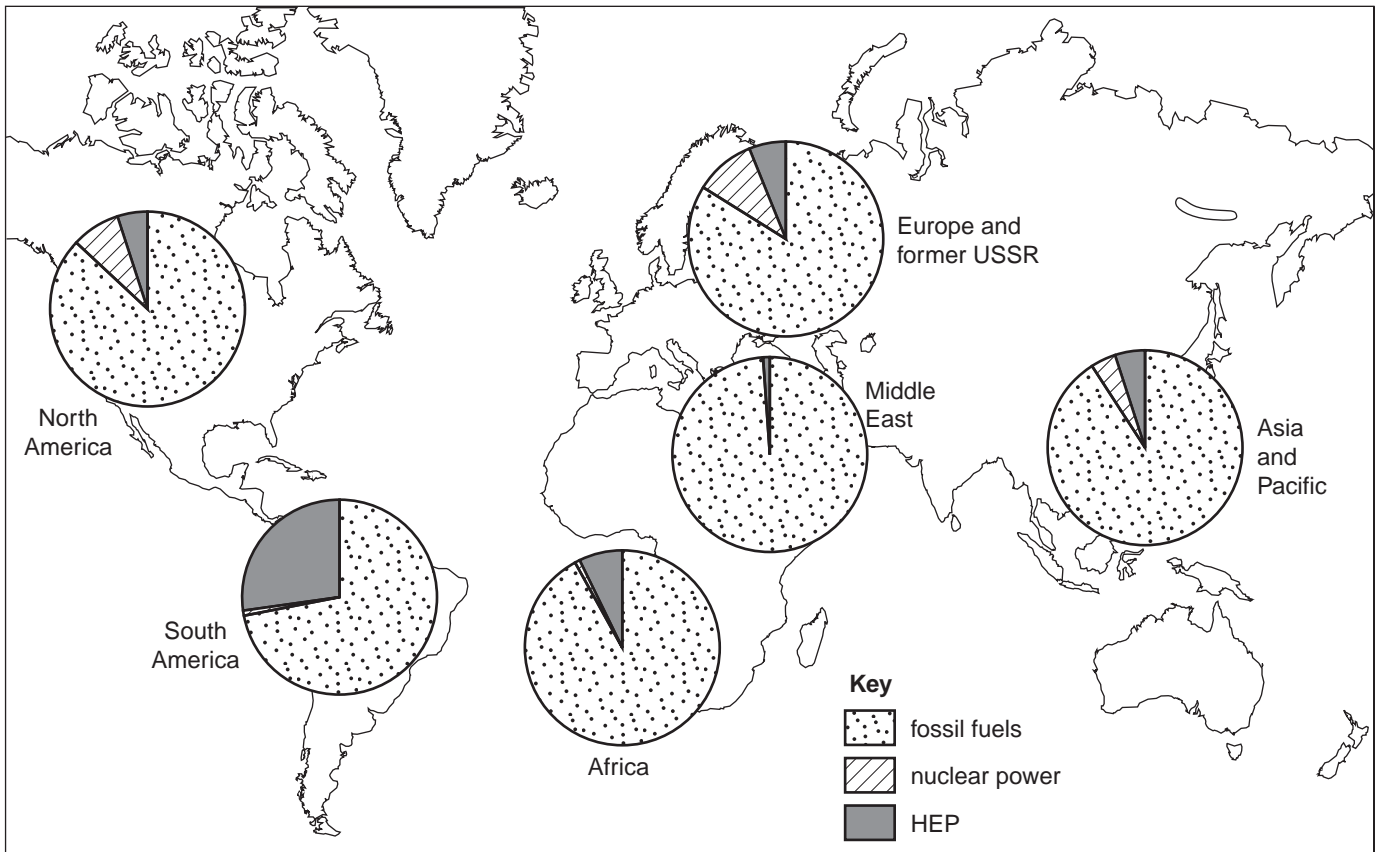 Europe and
former USSR
North
America
Middle
East
Asia
and
Pacific
South
America
Africa
Key
fossil fuels
nuclear power
HEP